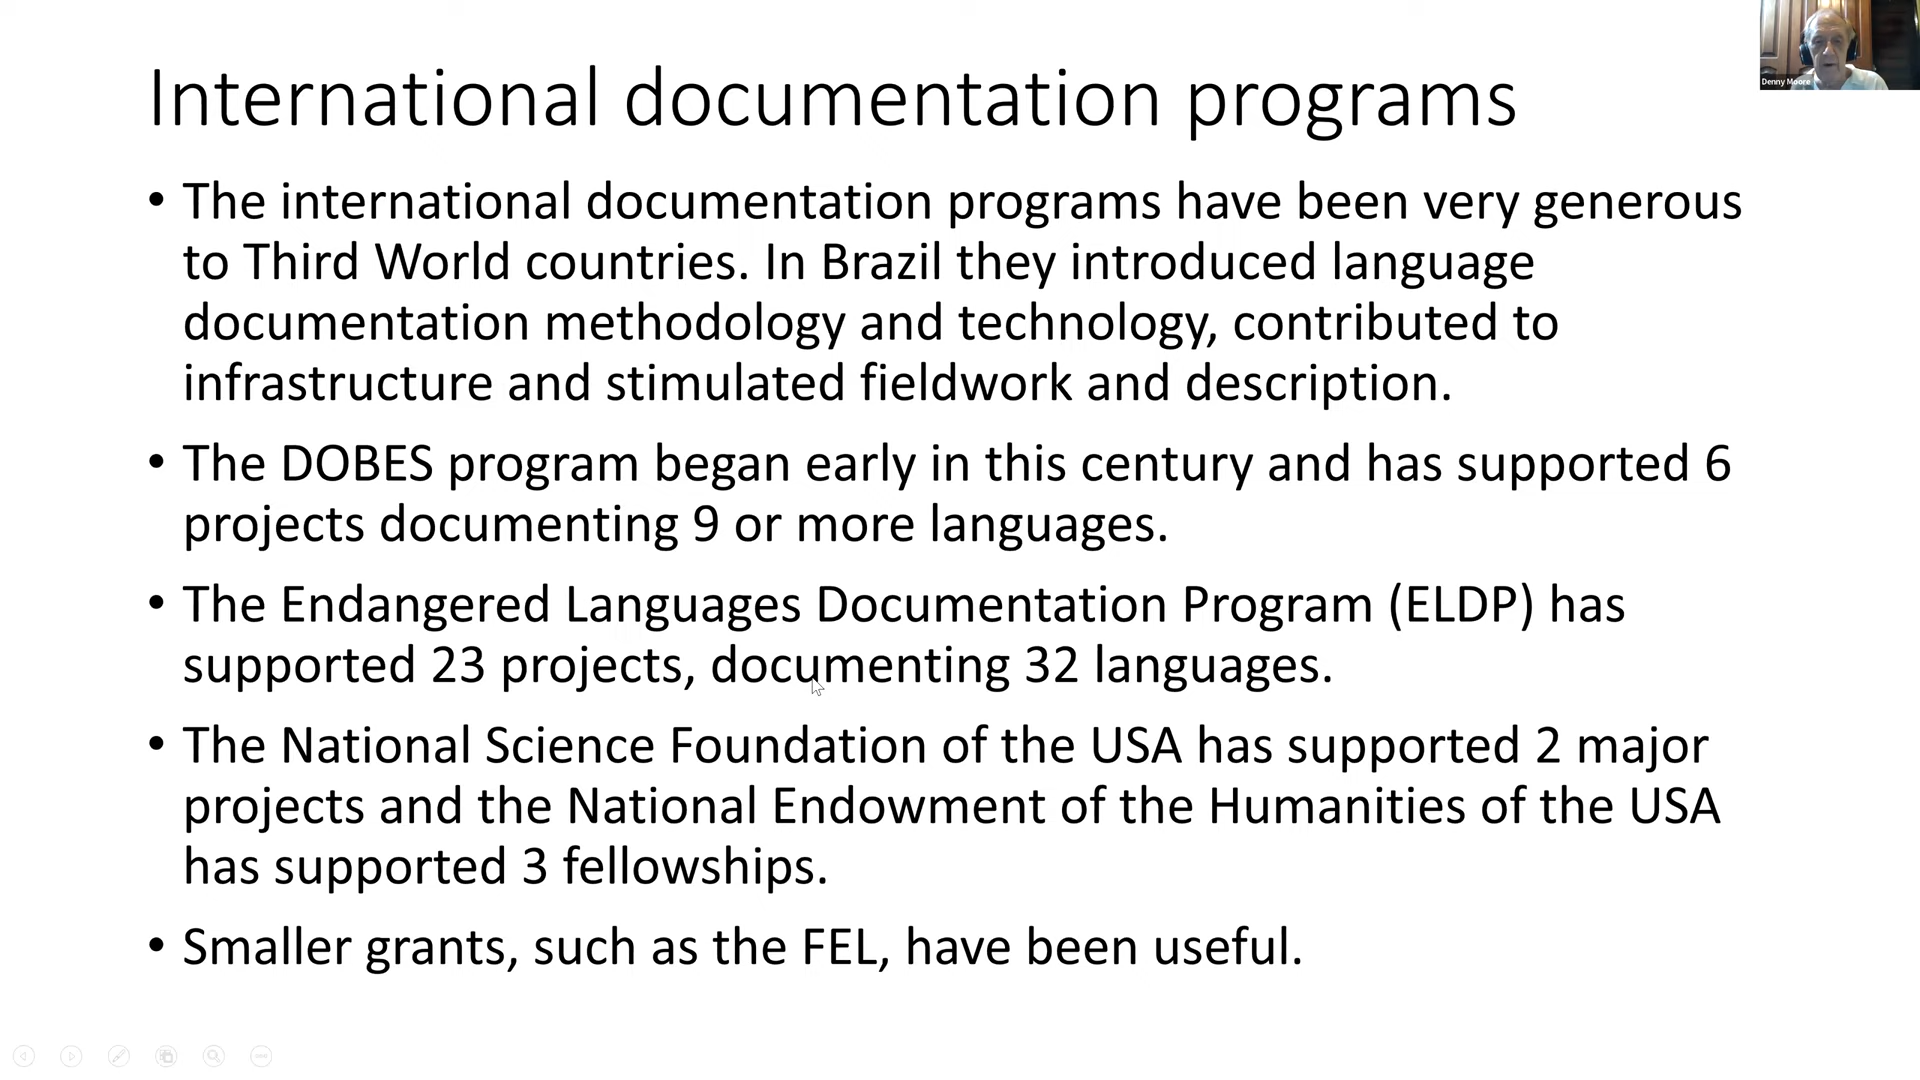 International documentation programs
Denny Moore
• The international documentation programs have been very generous
to Third World countries. In Brazil they introduced language
documentation methodology and technology, contributed to
infrastructure and stimulated fieldwork and description.
• The DOBES program began early in this century and has supported 6
projects documenting 9 or more languages.
• The Endangered Languages Documentation Program (ELDP) has
supported 23 projects, documenting 32 languages.
• The National Science Foundation of the USA has supported 2 major
projects and the National Endowment of the Humanities of the USA
has supported 3 fellowships.
• Smaller grants, such as the FEL, have been useful.